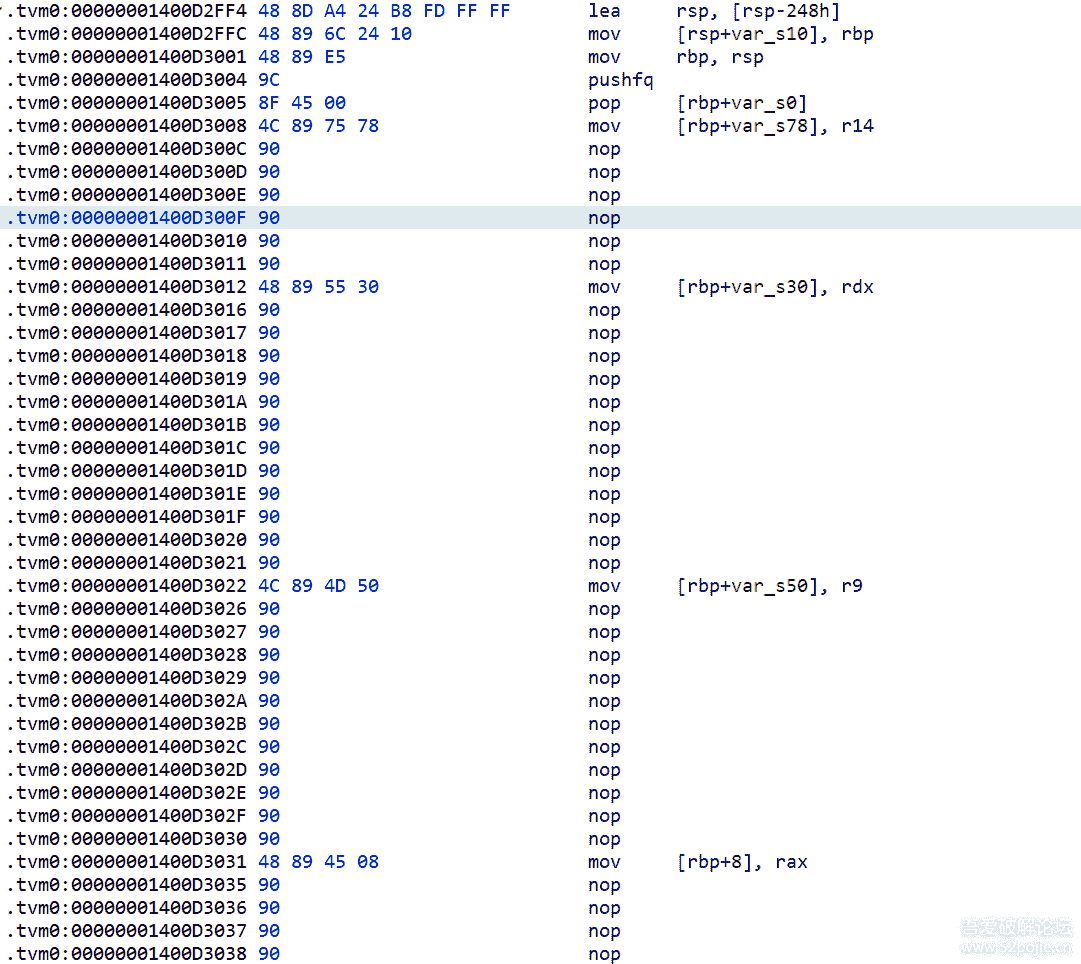 .tvm0:00000001400D2FF4 48 8D A4 24 B8 FD FF FF lea rsp, [rsp-248h]
.tvm0:00000001400D2FFC 48 89 6C 24 10 mov [rsp+var_s10], rbp
.tvm0:00000001400D3001 48 89 E5 mov rbp, rsp
.tvm0:00000001400D3004 9C pushfq
.tvm0:00000001400D3005 8F 45 00 pop [rbp+var_s0]
.tvm0:00000001400D3008 4C 89 75 78 mov [rbp+var_s78], r14
.tvm0:00000001400D300C 90 nop
.tvm0:00000001400D300D 90 nop
.tvm0:00000001400D300E 90 nop
.tvm0:00000001400D300F 90 nop
.tvm0:00000001400D3010 90 nop
.tvm0:00000001400D3011 90 nop
.tvm0:00000001400D3012 48 89 55 30 mov [rbp+var_s30], rdx
.tvm0:00000001400D3016 90 nop
.tvm0:00000001400D3017 90 nop
.tvm0:00000001400D3018 90 nop
.tvm0:00000001400D3019 90 nop
.tvm0:00000001400D301A 90 nop
.tvm0:00000001400D301B 90 nop
.tvm0:00000001400D301C 90 nop
.tvm0:00000001400D301D 90 nop
.tvm0:00000001400D301E 90 nop
.tvm0:00000001400D301F 90 nop
.tvm0:00000001400D3020 90 nop
.tvm0:00000001400D3021 90 nop
.tvm0:00000001400D3022 4C 89 4D 50 mov [rbp+var_s50], r9
.tvm0:00000001400D3026 90 nop
.tvm0:00000001400D3027 90 nop
.tvm0:00000001400D3028 90 nop
.tvm0:00000001400D3029 90 nop
.tvm0:00000001400D302A 90 nop
.tvm0:00000001400D302B 90 nop
.tvm0:00000001400D302C 90 nop
.tvm0:00000001400D302D 90 nop
.tvm0:00000001400D302E 90 nop
.tvm0:00000001400D302F 90 nop
.tvm0:00000001400D3030 90 nop
.tvm0:00000001400D3031 48 89 45 08 mov [rbp+8], rax
.tvm0:00000001400D3035 90 nop
.tvm0:00000001400D3036 90 nop
.tvm0:00000001400D3037 90 nop
.tvm0:00000001400D3038 90 nop
吾爱破解论坛
www.52pojie.cn